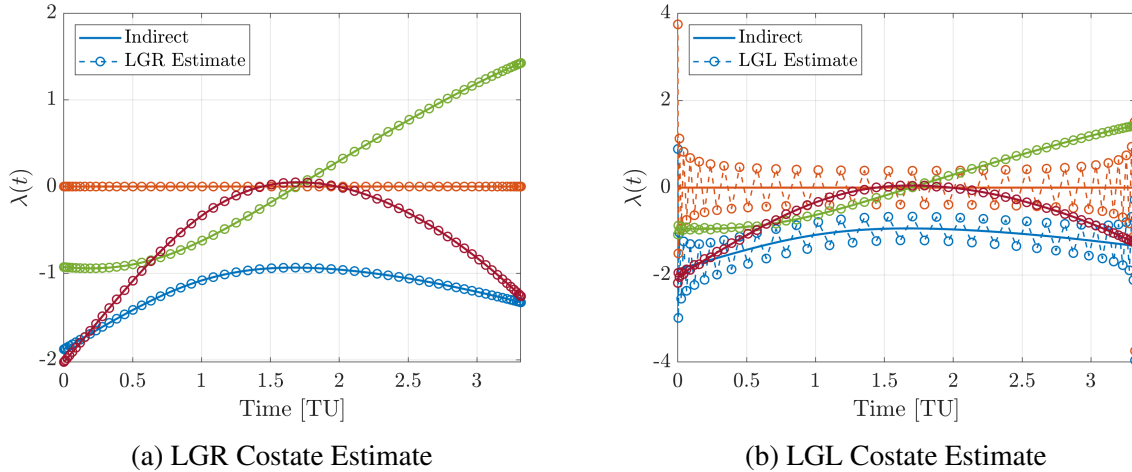 2
1
0
-1
-2
λ(t)
Indirect
LGR Estimate
0
0.5
1
1.5
2
2.5
3
Time [TU]
(a) LGR Costate Estimate
4
2
0
-2
-4
λ(t)
Indirect
LGL Estimate
0
0.5
1
1.5
2
2.5
3
Time [TU]
(b) LGL Costate Estimate